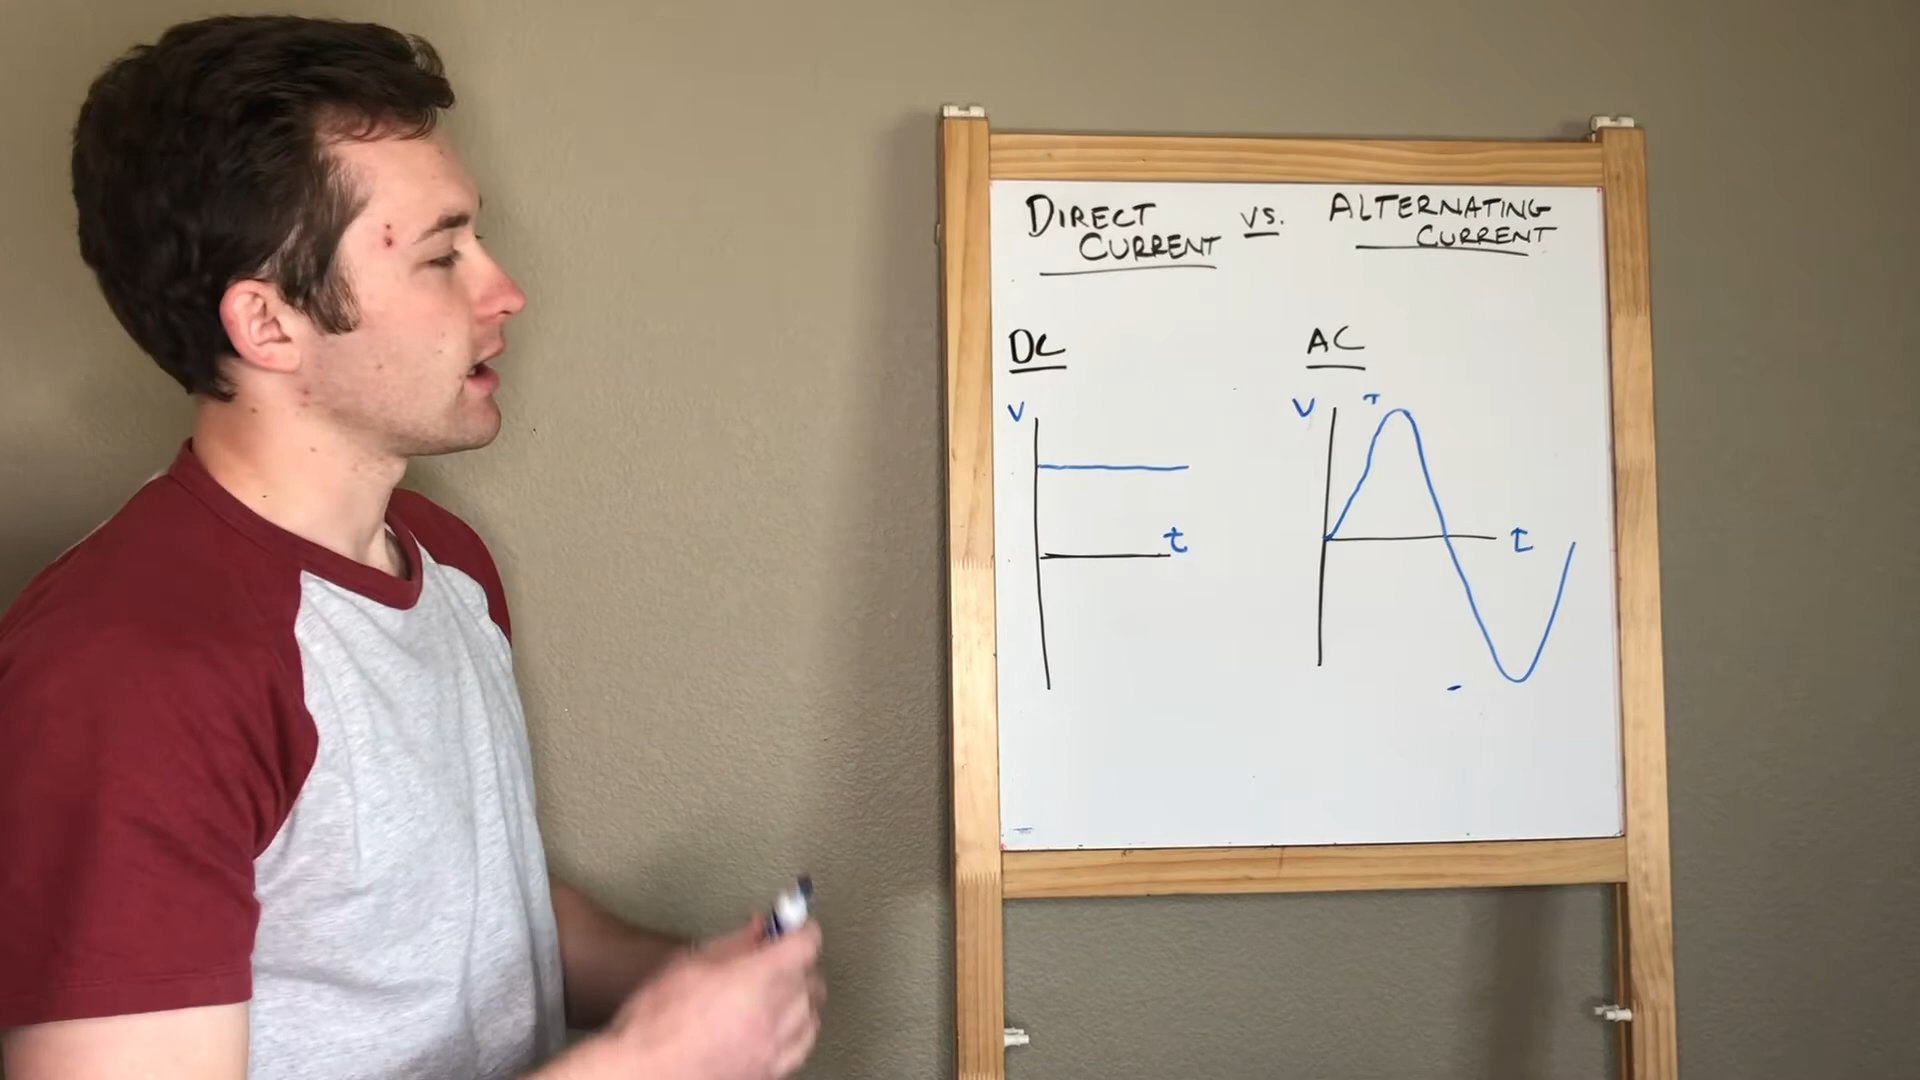 DIRECT CURRENT
vs.
ALTERNATING CURRENT
DC
AC
V
t
V
+
t
-